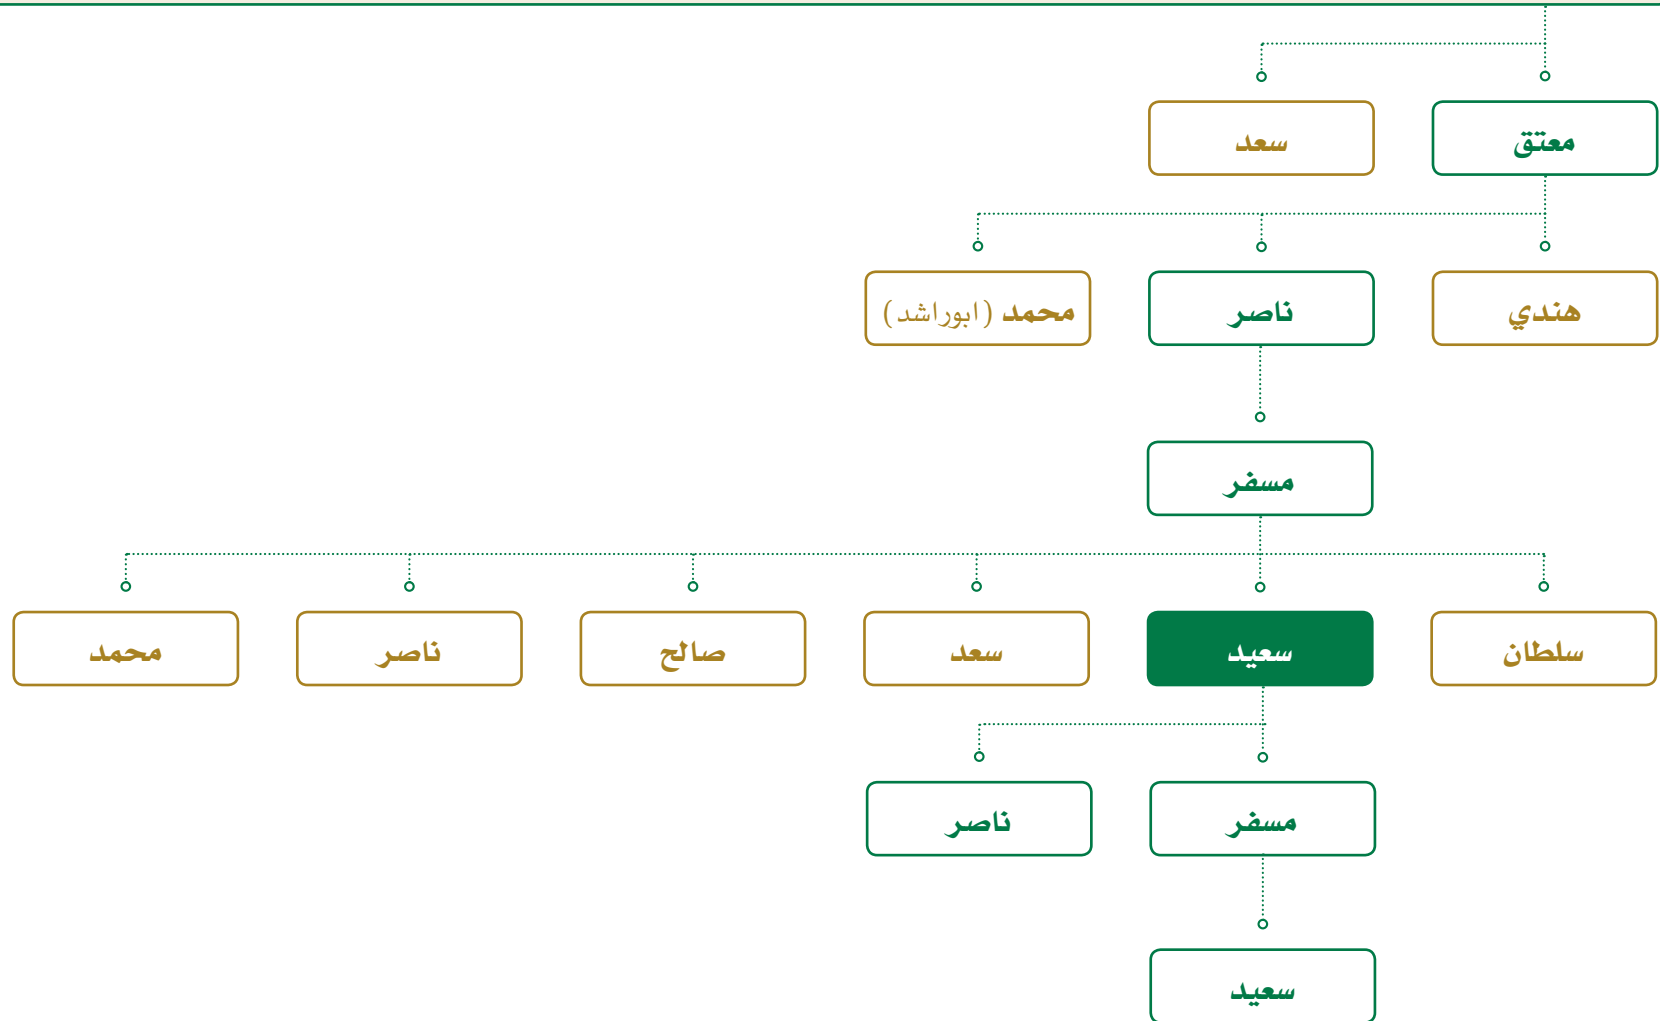 معتق
سعد
هندي
ناصر
محمد (ابوراشد)
مسفر
سلطان
سعيد
سعد
صالح
ناصر
محمد
مسفر
ناصر
سعيد